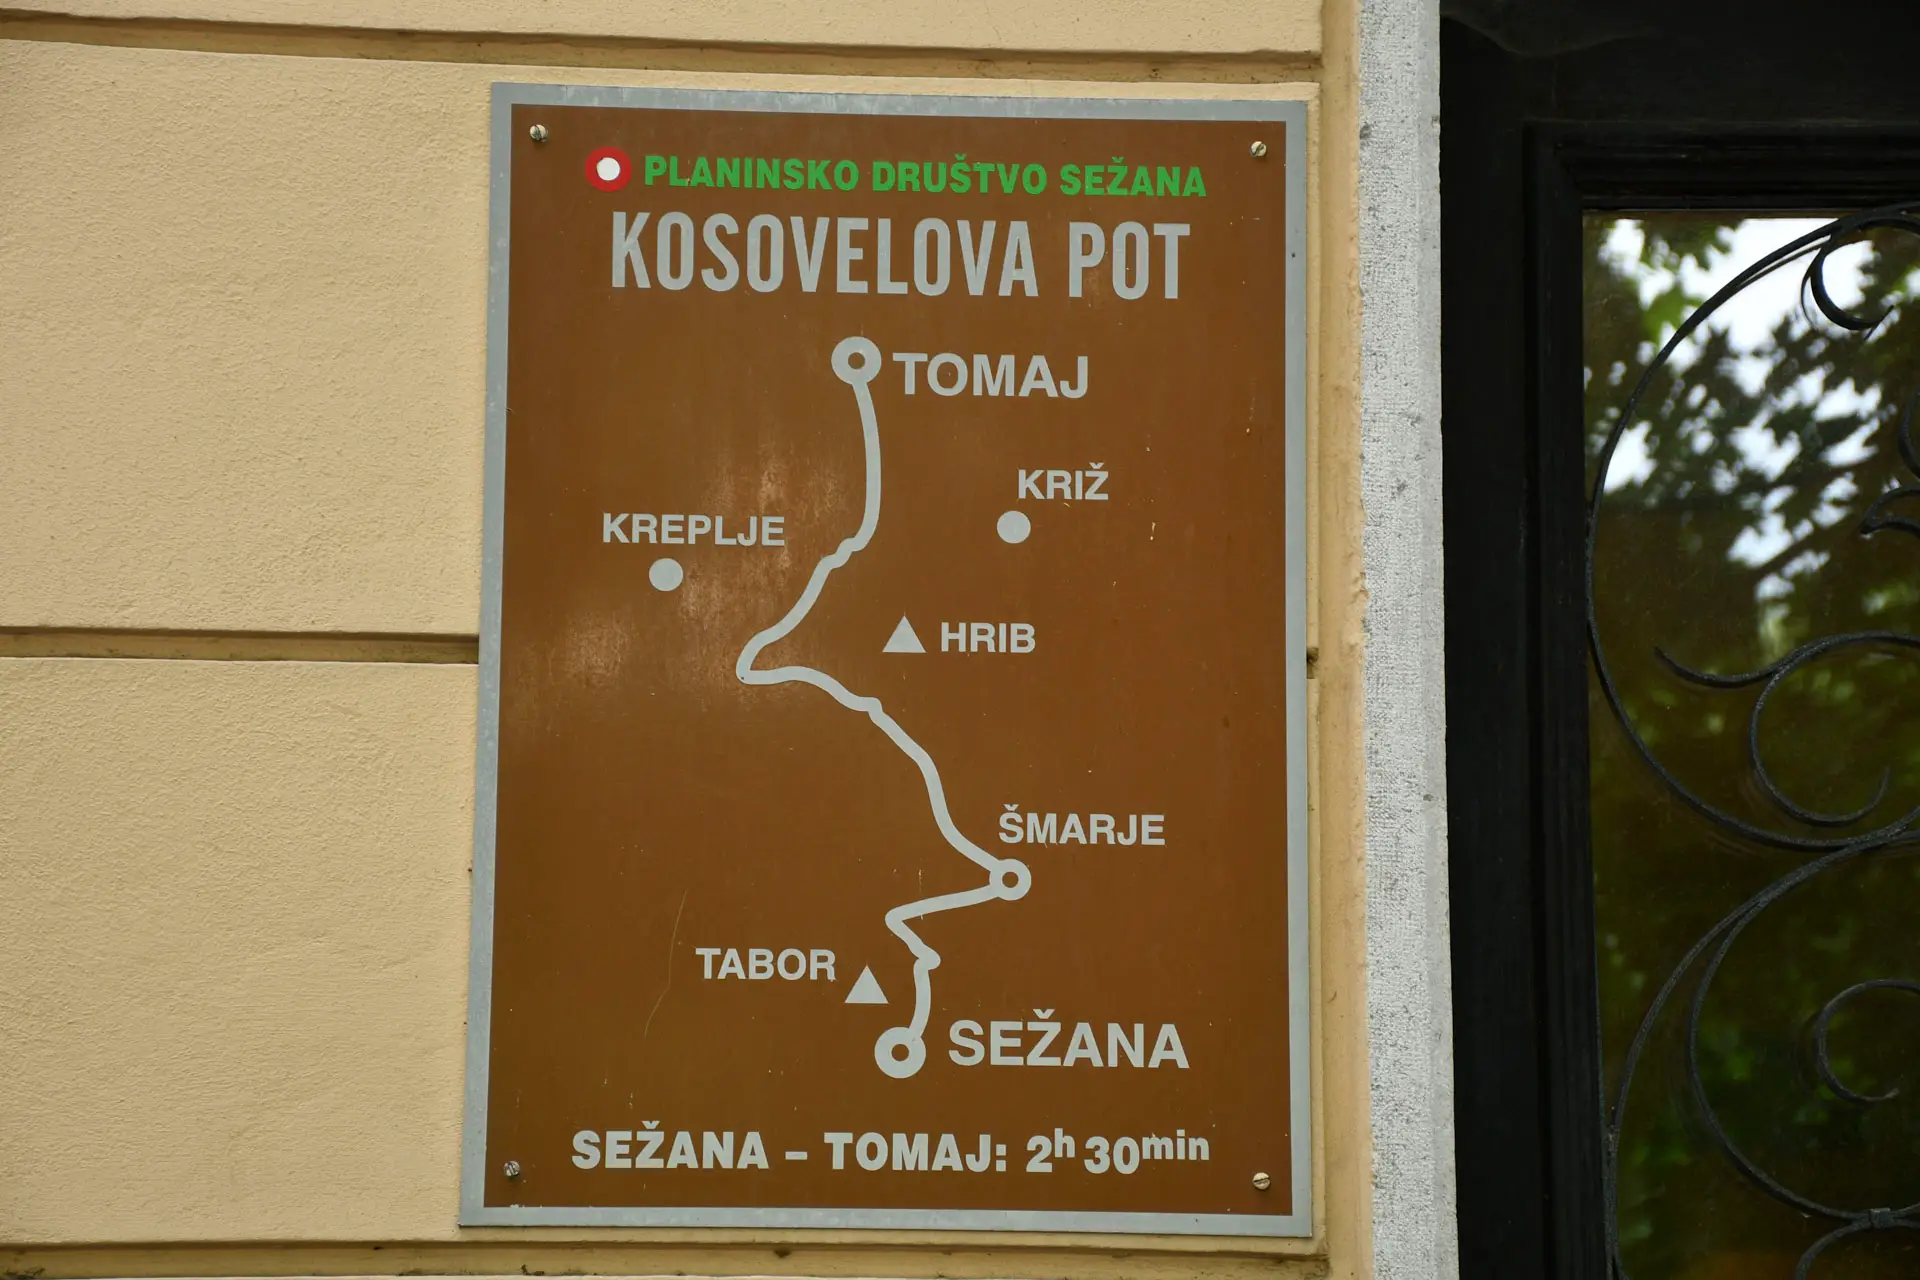 PLANINSKO DRUŠTVO SEŽANA
KOSOVELOVA POT
TOMAJ
KRIŽ
KREPLJE
HRIB
ŠMARJE
TABOR
SEŽANA
SEŽANA – TOMAJ: 2h 30min